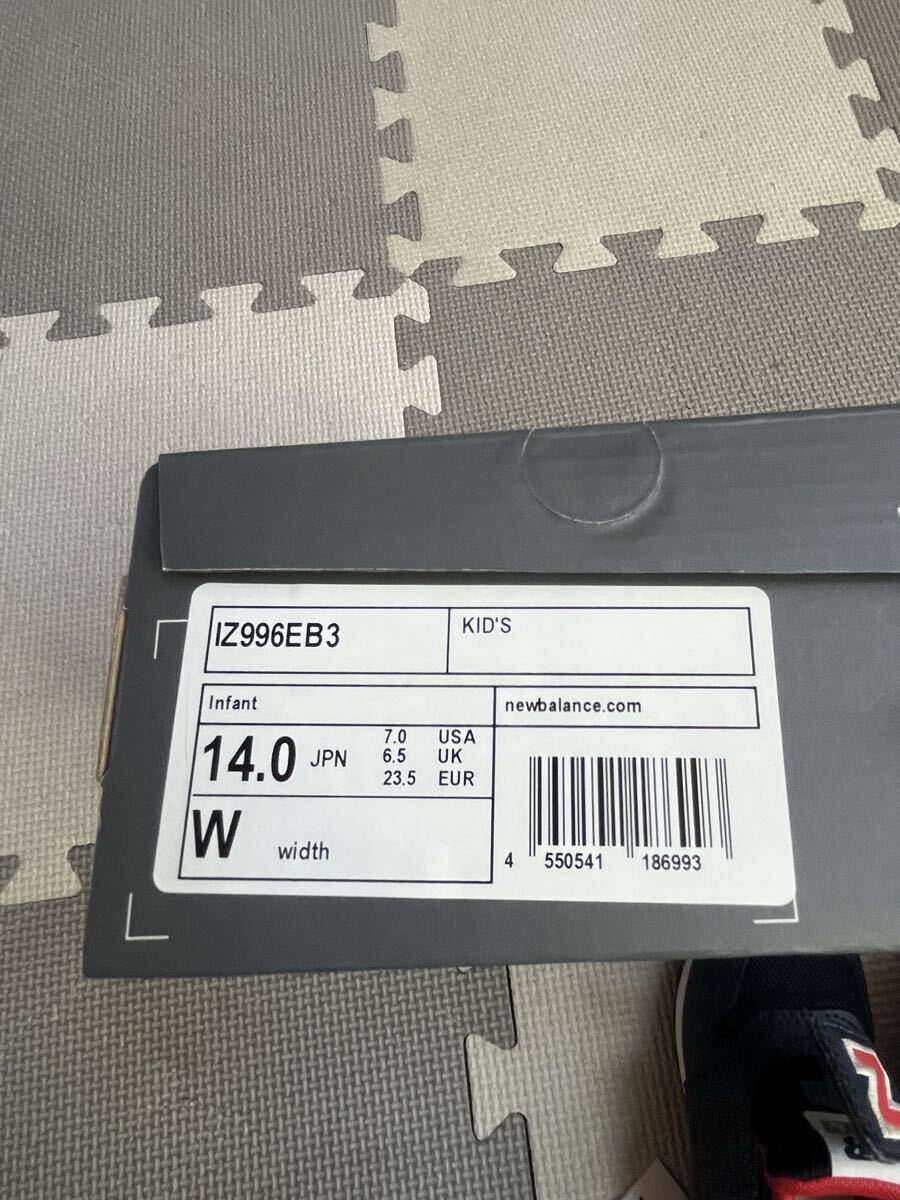 IZ996EB3
KID'S
Infant
newbalance.com
14.0 JPN
7.0 USA
6.5 UK
23.5 EUR
W width
4 550541 186993